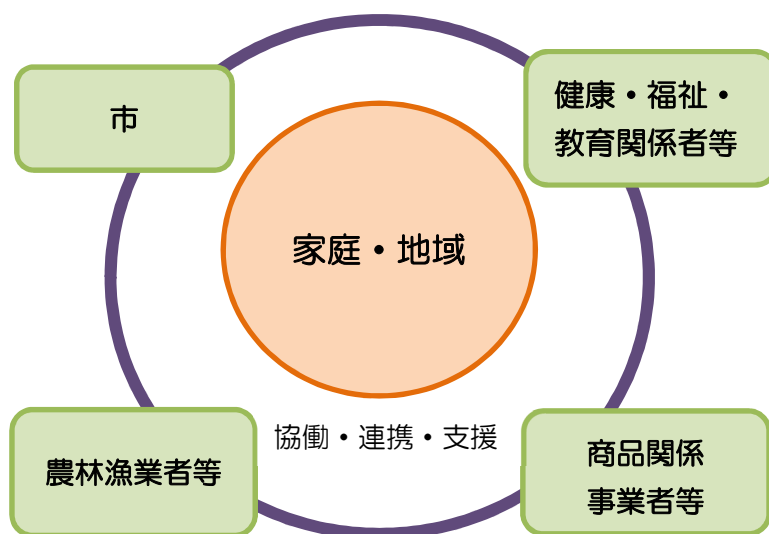 市
健康・福祉・
教育関係者等
家庭・地域
協働・連携・支援
農林漁業者等
商品関係
事業者等